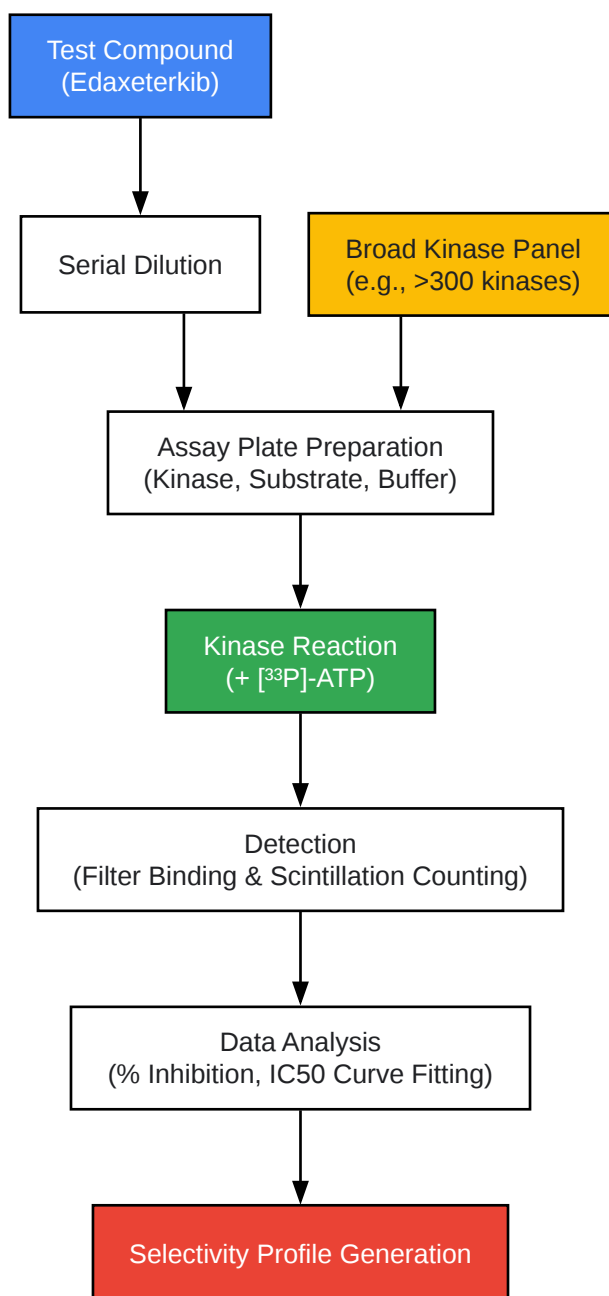 Test Compound
(Edaxeterkib)
Serial Dilution
Broad Kinase Panel
(e.g., >300 kinases)
Assay Plate Preparation
(Kinase, Substrate, Buffer)
Kinase Reaction
(+ [³³P]-ATP)
Detection
(Filter Binding & Scintillation Counting)
Data Analysis
(% Inhibition, IC50 Curve Fitting)
Selectivity Profile Generation